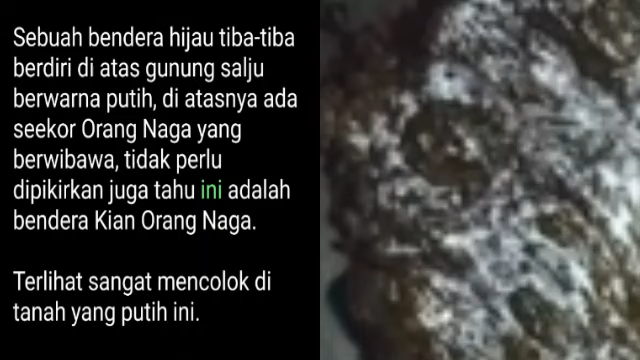 Sebuah bendera hijau tiba-tiba
berdiri di atas gunung salju
berwarna putih, di atasnya ada
seekor Orang Naga yang
berwibawa, tidak perlu
dipikirkan juga tahu ini adalah
bendera Kian Orang Naga.
Terlihat sangat mencolok di
tanah yang putih ini.